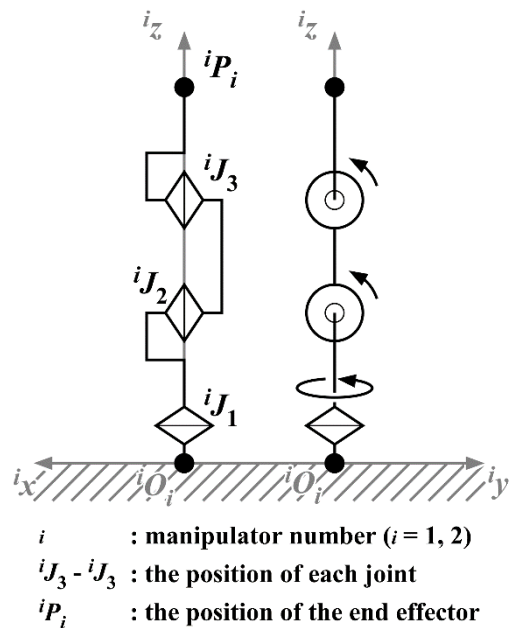 ⁱz ⁱz
ⁱPᵢ
ⁱJ₃
ⁱJ₂
ⁱJ₁
ⁱx ⁱOᵢ ⁱOᵢ ⁱy
i : manipulator number (i = 1, 2)
ⁱJ₃ - ⁱJ₃ : the position of each joint
ⁱPᵢ : the position of the end effector